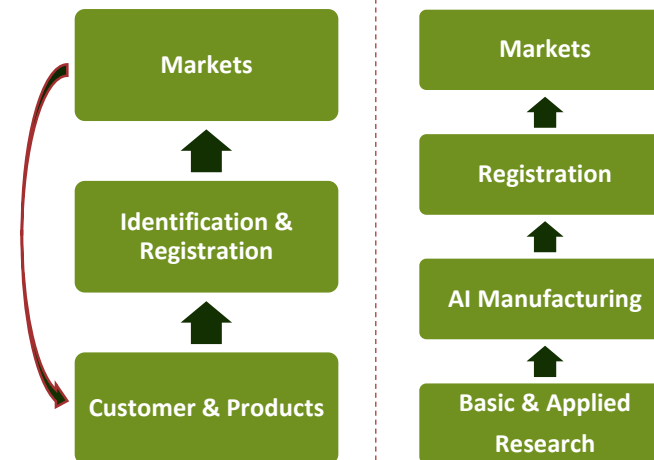 Markets
Identification &
Registration
Customer & Products
Markets
Registration
AI Manufacturing
Basic & Applied
Research